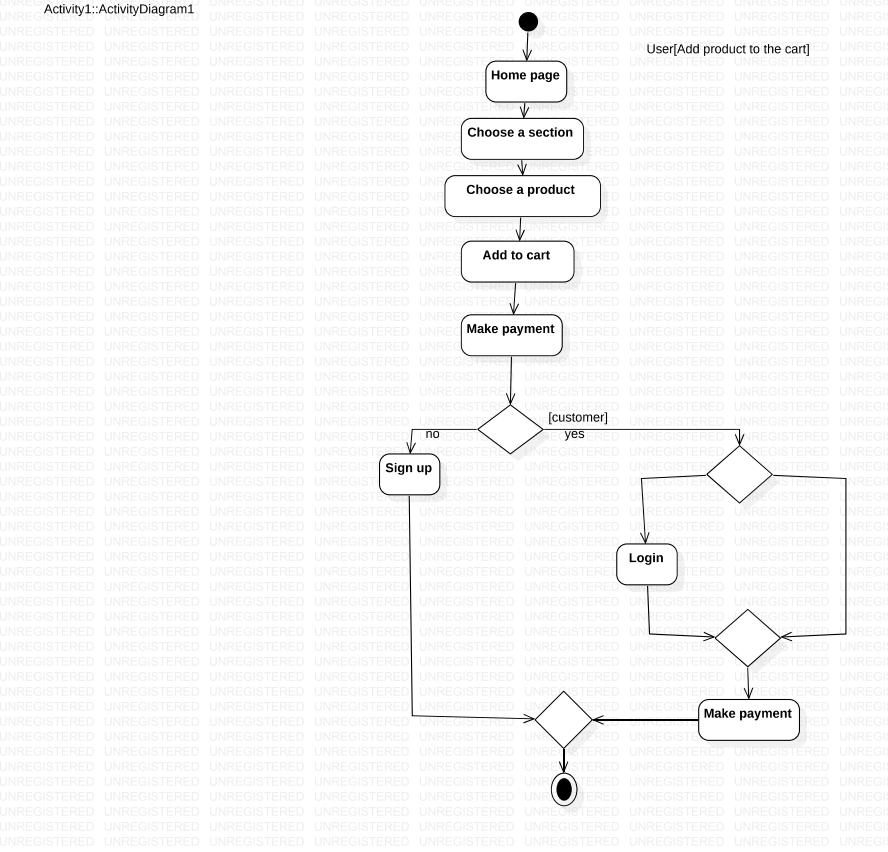 Activity1::ActivityDiagram1
User[Add product to the cart]
Home page
Choose a section
Choose a product
Add to cart
Make payment
[customer]
no
yes
Sign up
Login
Make payment
UNREGISTERED